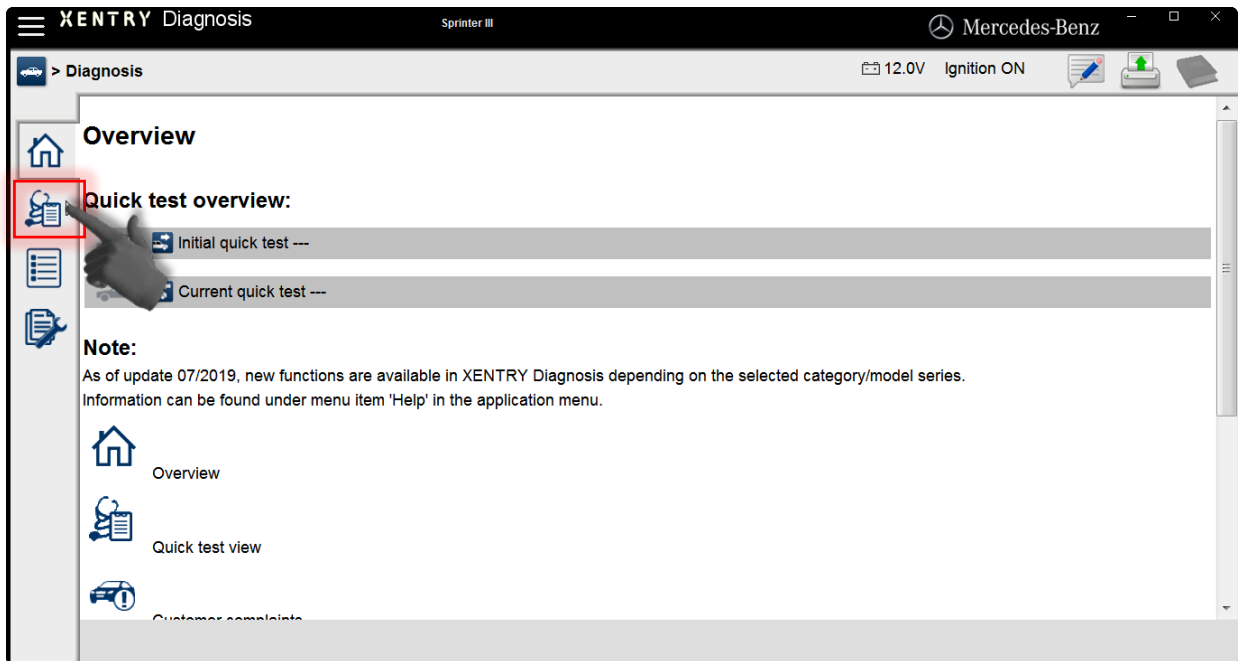 XENTRY Diagnosis
Sprinter III
Mercedes-Benz
> Diagnosis
12.0V
Ignition ON
Overview
Quick test overview:
Initial quick test ---
Current quick test ---
Note:
As of update 07/2019, new functions are available in XENTRY Diagnosis depending on the selected category/model series.
Information can be found under menu item 'Help' in the application menu.
Overview
Quick test view
Customer complaints